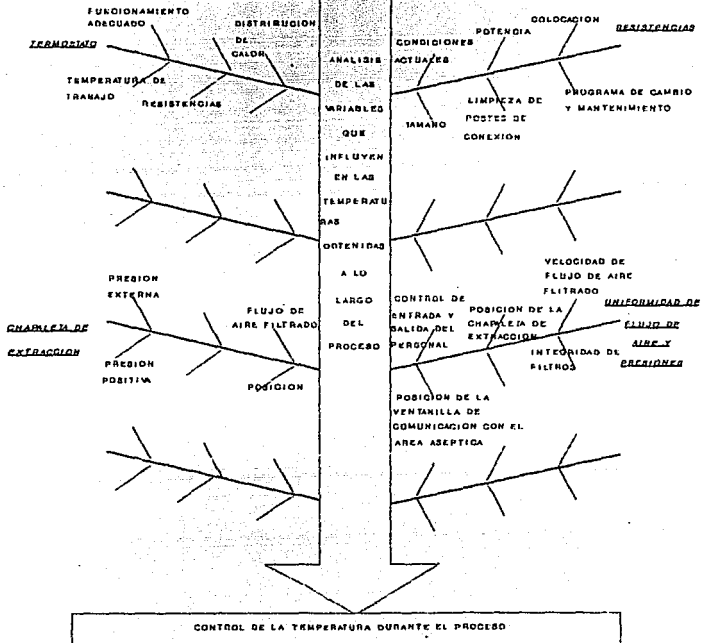 FUNCIONAMIENTO
ADECUADO
DISTRIBUCION
DE
CALOR
TERMOSTATO
TEMPERATURA DE
TRABAJO
RESISTENCIAS
ANALISIS
DE LAS
VARIABLES
QUE
INFLUYEN
EN LAS
TEMPERATU
RAS
OBTENIDAS
A LO
LARGO
DEL
PROCESO
CONDICIONES
ACTUALES
POTENCIA
COLOCACION
RESISTENCIAS
TAMAÑO
LIMPIEZA DE
POSTES DE
CONEXION
PROGRAMA DE CAMBIO
Y MANTENIMIENTO
PRESION
EXTERNA
FLUJO DE
AIRE FILTRADO
CHAPALETA DE
EXTRACCION
PRESION
POSITIVA
POSICION
CONTROL DE
ENTRADA Y
SALIDA DEL
PERSONAL
POSICION DE LA
CHAPALETA DE
EXTRACCION
VELOCIDAD DE
FLUJO DE AIRE
FLITRADO
UNIFORMIDAD DE
FLUJO DE
AIRE Y
PRESIONES
INTEGRIDAD DE
FILTROS
POSICION DE LA
VENTANILLA DE
COMUNICACION CON EL
AREA ASEPTICA
CONTROL DE LA TEMPERATURA DURANTE EL PROCESO